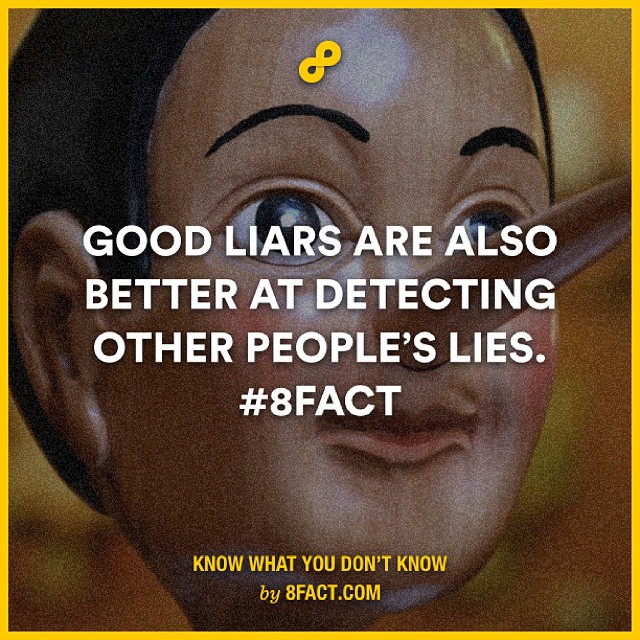 GOOD LIARS ARE ALSO
BETTER AT DETECTING
OTHER PEOPLE’S LIES.
#8FACT
KNOW WHAT YOU DON’T KNOW
by 8FACT.COM